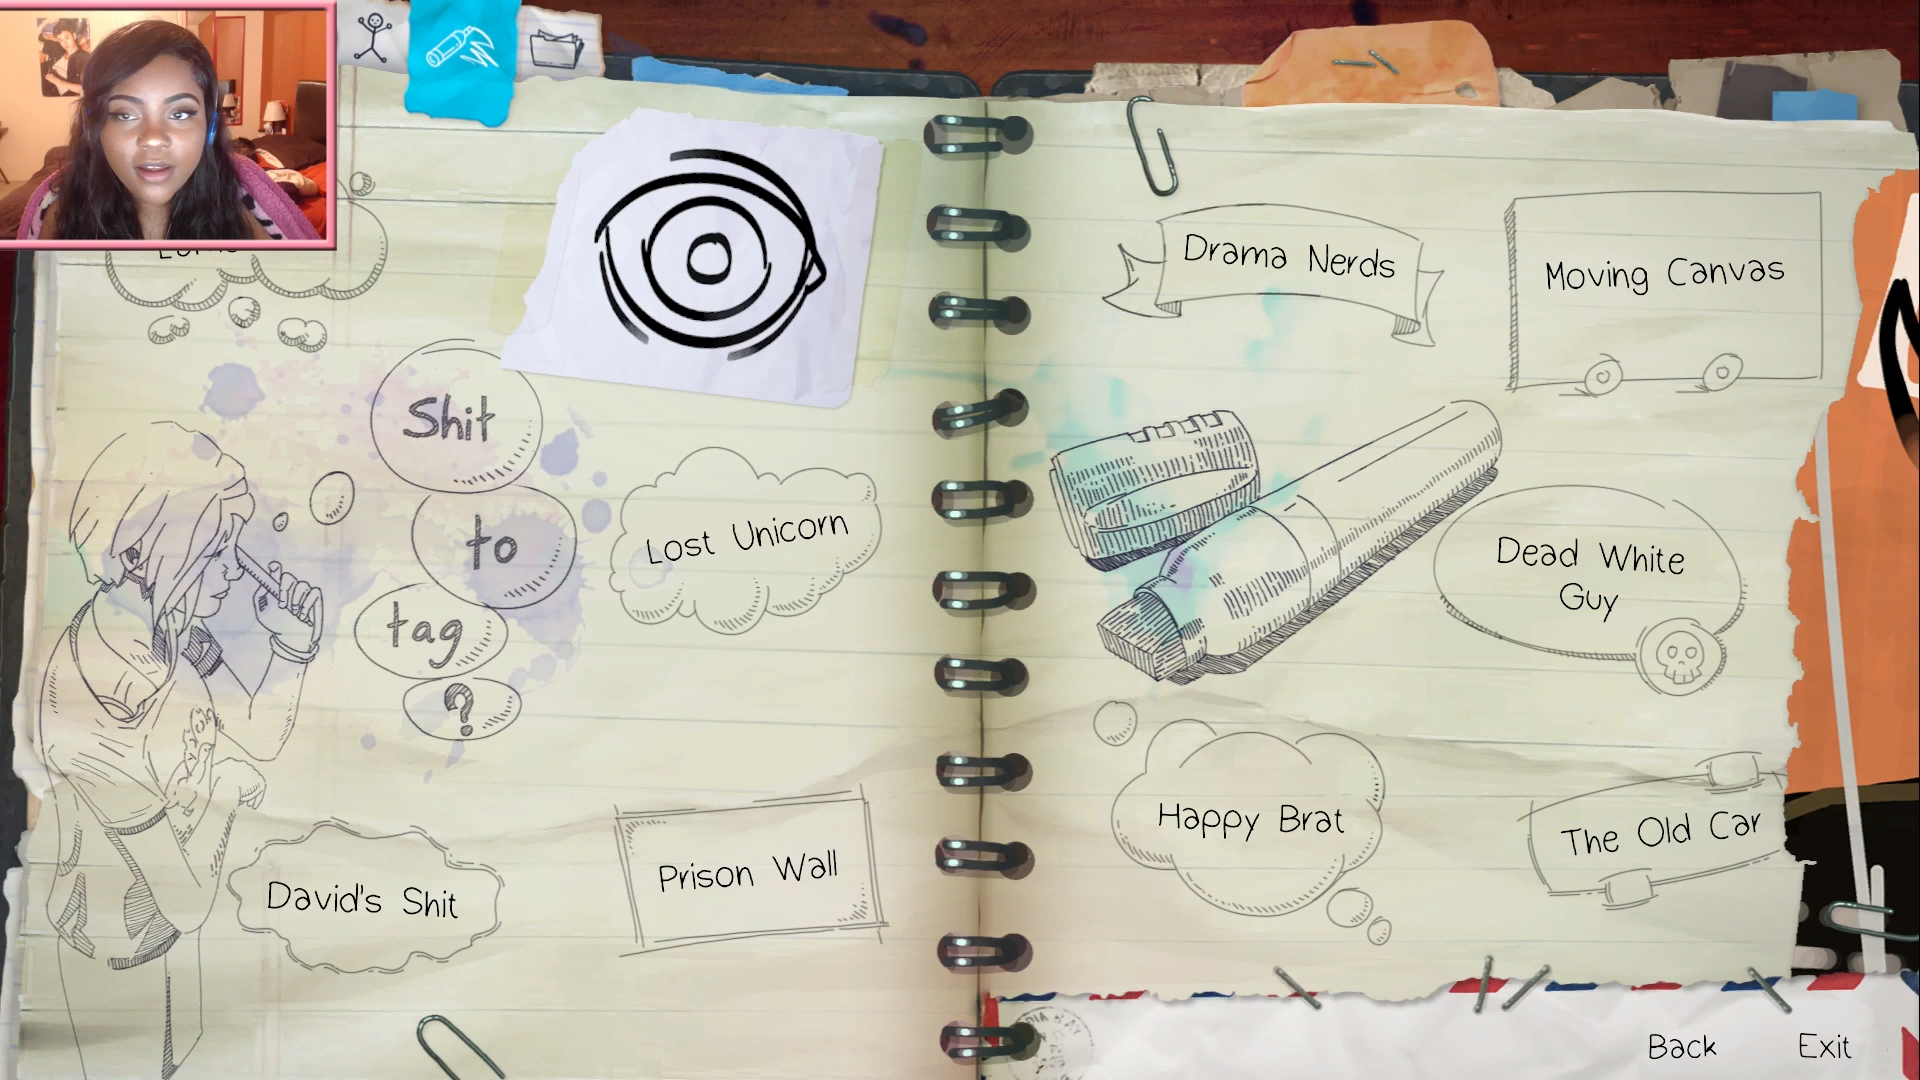 Shit
to
tag
?
Lost Unicorn
David's Shit
Prison Wall
Drama Nerds
Moving Canvas
Dead White
Guy
Happy Brat
The Old Car
Back
Exit